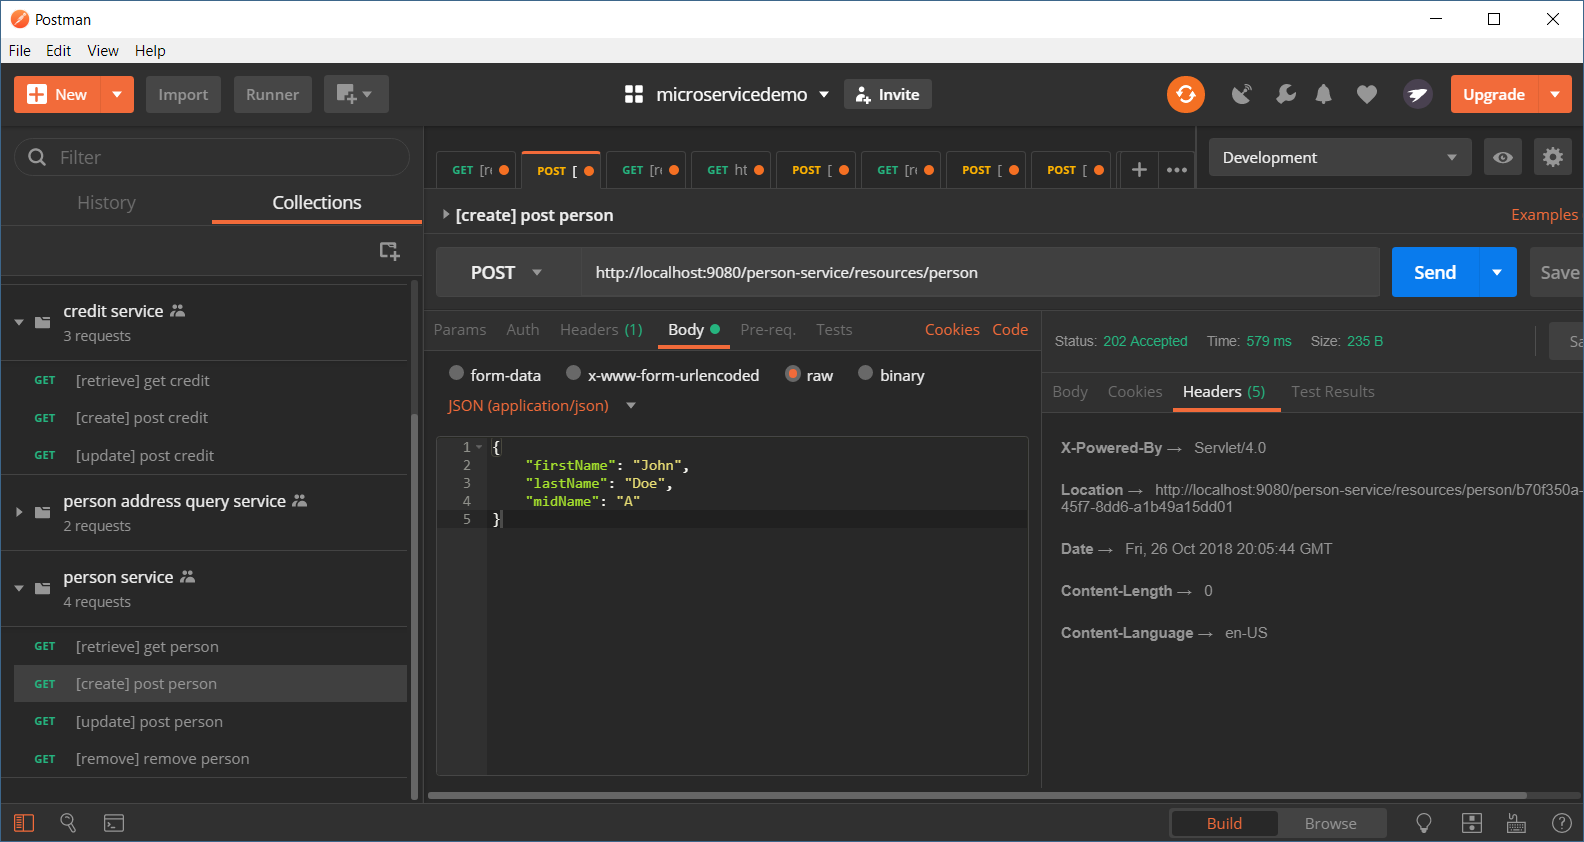 Postman
File Edit View Help
New Import Runner microservicedemo Invite Upgrade
Filter
History Collections
credit service
3 requests
GET [retrieve] get credit
GET [create] post credit
GET [update] post credit
person address query service
2 requests
person service
4 requests
GET [retrieve] get person
GET [create] post person
GET [update] post person
GET [remove] remove person
GET [re POST [ GET [re GET ht POST [ GET [re POST [ POST [ + •••
Development
[create] post person
Examples
POST http://localhost:9080/person-service/resources/person Send Save
Params Auth Headers (1) Body Pre-req. Tests Cookies Code
form-data x-www-form-urlencoded raw binary
JSON (application/json)
1 {
2 "firstName": "John",
3 "lastName": "Doe",
4 "midName": "A"
5 }
Status: 202 Accepted Time: 579 ms Size: 235 B Sa
Body Cookies Headers (5) Test Results
X-Powered-By → Servlet/4.0
Location → http://localhost:9080/person-service/resources/person/b70f350a-
45f7-8dd6-a1b49a15dd01
Date → Fri, 26 Oct 2018 20:05:44 GMT
Content-Length → 0
Content-Language → en-US
Build Browse